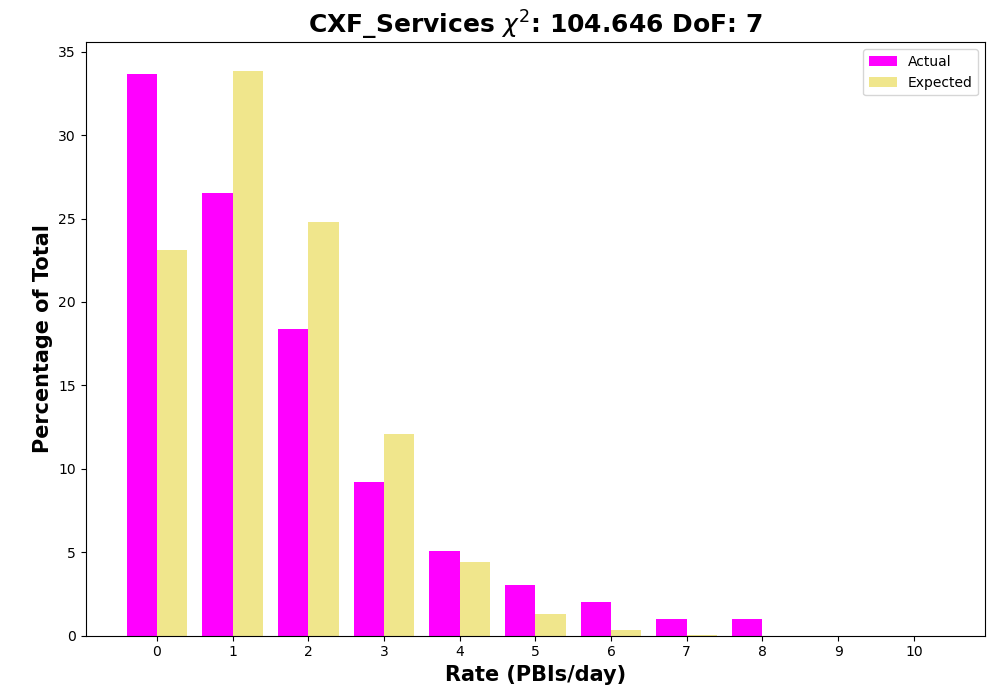 CXF_Services χ²: 104.646 DoF: 7
Actual
Expected
Percentage of Total
35
30
25
20
15
10
5
0
0 1 2 3 4 5 6 7 8 9 10
Rate (PBIs/day)